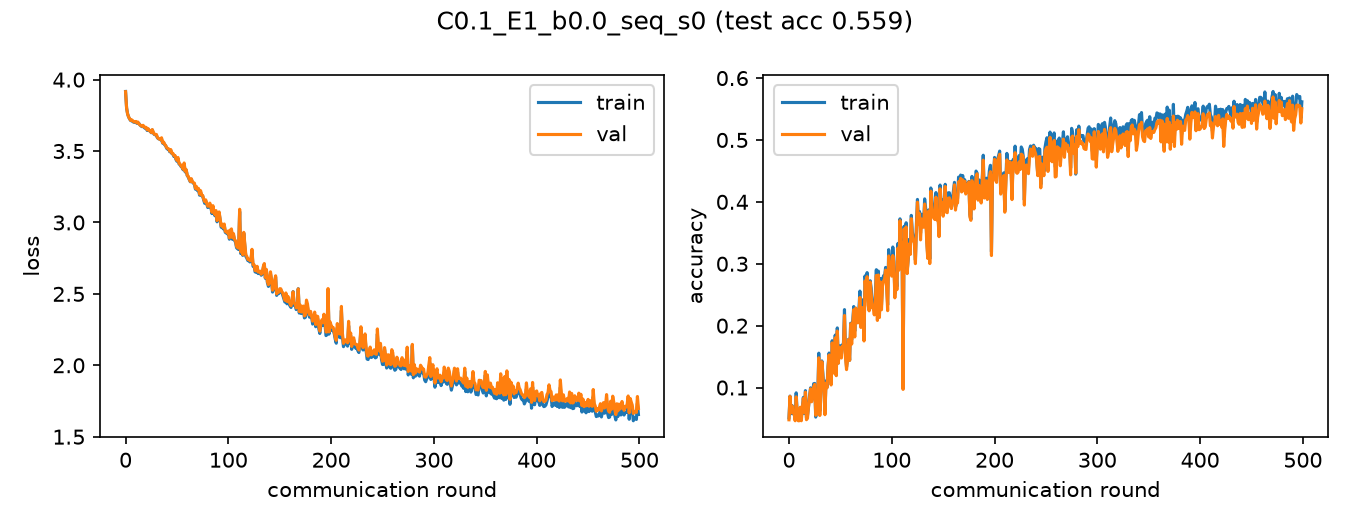 C0.1_E1_b0.0_seq_s0 (test acc 0.559)
4.0
3.5
3.0
2.5
2.0
1.5
loss
0 100 200 300 400 500
communication round
train
val
0.6
0.5
0.4
0.3
0.2
0.1
accuracy
0 100 200 300 400 500
communication round
train
val